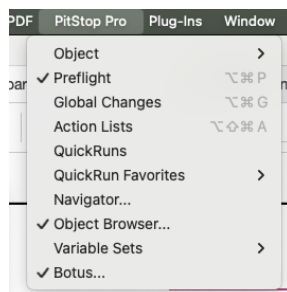 PDF PitStop Pro Plug-Ins Window
Object
Preflight ⌥⌘P
Global Changes ⌥⌘G
Action Lists ⌥⇧⌘A
QuickRuns
QuickRun Favorites
Navigator...
Object Browser...
Variable Sets
Botus...